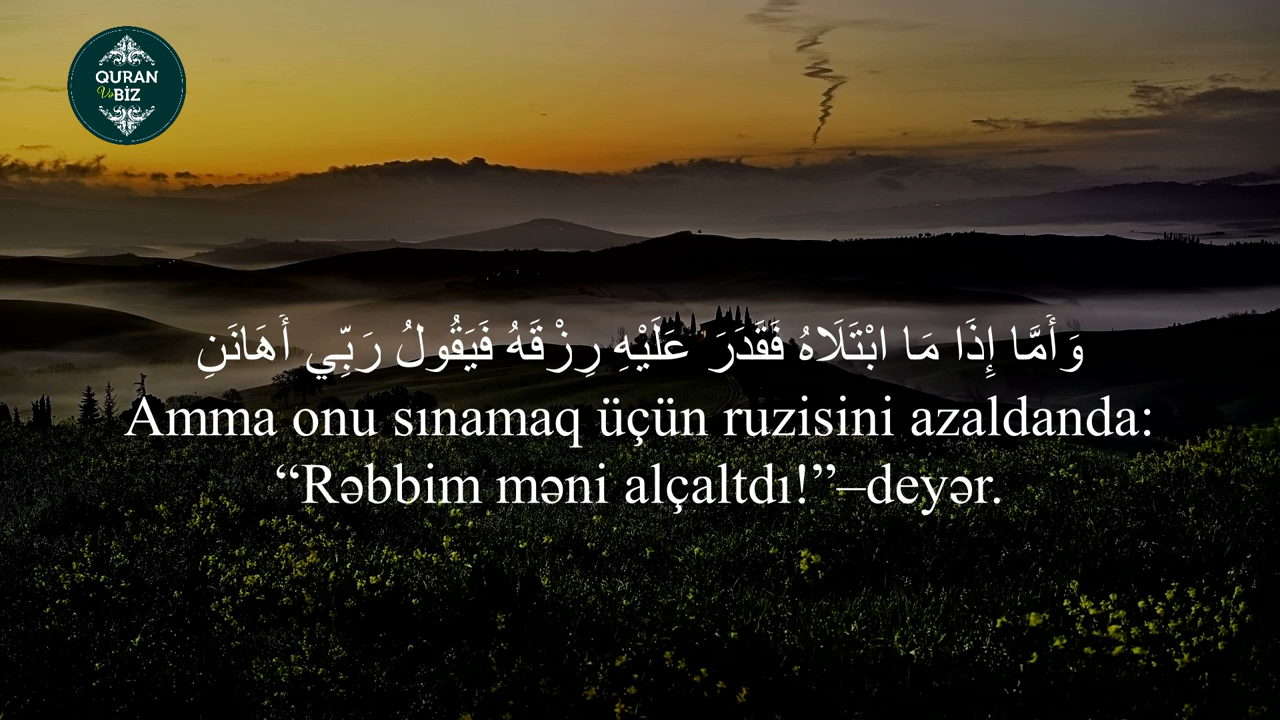 QURAN
Və BİZ
وَأَمَّا إِذَا مَا ابْتَلَاهُ فَقَدَرَ عَلَيْهِ رِزْقَهُ فَيَقُولُ رَبِّي أَهَانَنِ
Amma onu sınamaq üçün ruzisini azaldanda:
“Rəbbim məni alçaltdı!”–deyər.